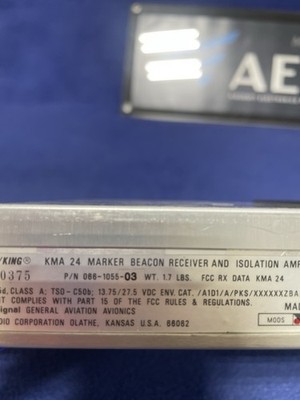 AE
/KING® KMA 24 MARKER BEACON RECEIVER AND ISOLATION AMP
0375 P/N 066-1055-03 WT. 1.7 LBS. FCC RX DATA KMA 24
d. CLASS A; TSO-C50b; 13.75/27.5 VDC ENV. CAT. /A1D1/A/PKS/XXXXXXZBA
T COMPLIES WITH PART 15 OF THE FCC RULES & REGULATIONS. MA
ignal GENERAL AVIATION AVIONICS
DIO CORPORATION OLATHE, KANSAS U.S.A. 66062 MODS